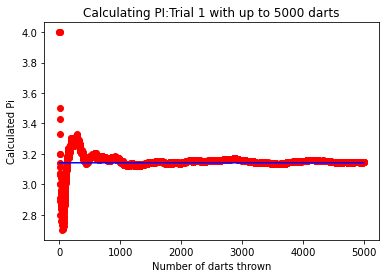 Calculating PI:Trial 1 with up to 5000 darts
4.0
3.8
3.6
3.4
3.2
3.0
2.8
Calculated Pi
0 1000 2000 3000 4000 5000
Number of darts thrown